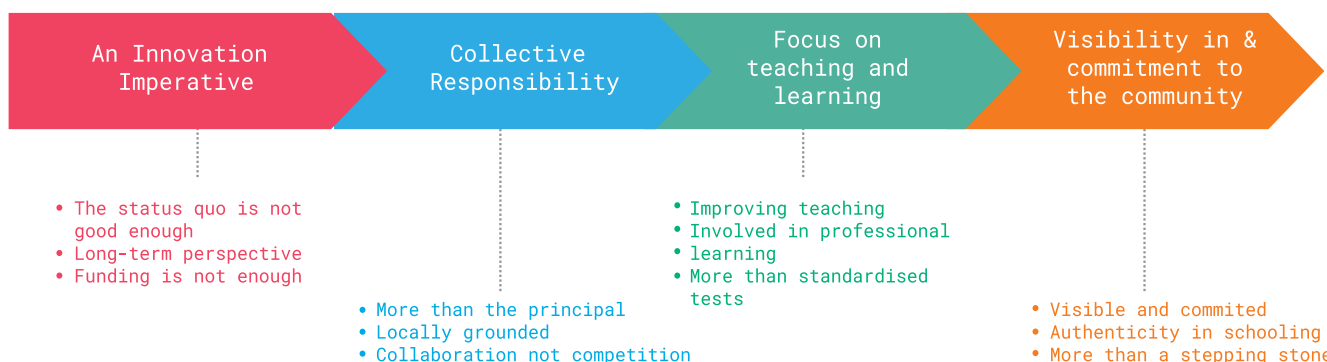 An Innovation
Imperative
Collective
Responsibility
Focus on
teaching and
learning
Visibility in &
commitment to
the community
• The status quo is not
good enough
• Long-term perspective
• Funding is not enough
• More than the principal
• Locally grounded
• Collaboration not competition
• Improving teaching
• Involved in professional
• learning
• More than standardised
tests
• Visible and commited
• Authenticity in schooling
• More than a stepping stone